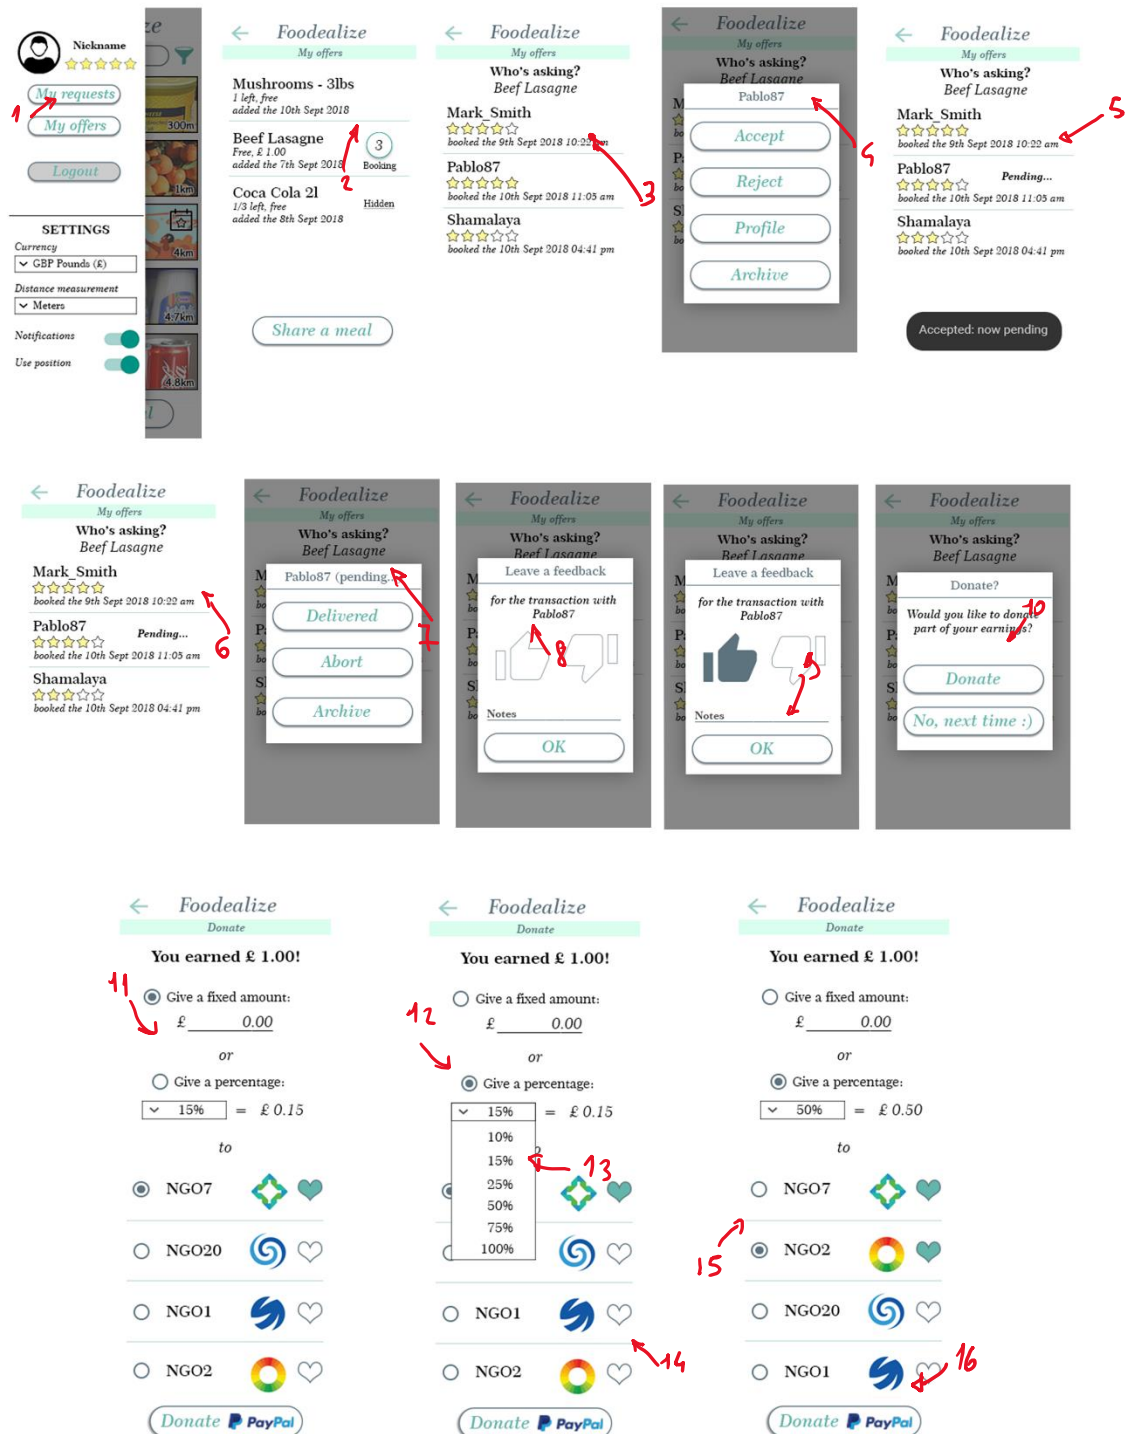 ze
Nickname
My requests
1
My offers
Logout
SETTINGS
Currency
GBP Pounds (£)
Distance measurement
Meters
Notifications
Use position
300m
1km
4km
4.7km
4.8km
l
Foodealize
My offers
Mushrooms - 3lbs
1 left, free
added the 10th Sept 2018
Beef Lasagne
Free, £ 1.00
added the 7th Sept 2018
3
Booking
2
Coca Cola 2l
1/3 left, free
added the 8th Sept 2018
Hidden
Share a meal
Foodealize
My offers
Who's asking?
Beef Lasagne
Mark_Smith
booked the 9th Sept 2018 10:22 am
Pablo87
booked the 10th Sept 2018 11:05 am
3
Shamalaya
booked the 10th Sept 2018 04:41 pm
Foodealize
My offers
Who's asking?
Beef Lasagne
Pablo87
Accept
Reject
Profile
Archive
M
bo
P
bo
S
bo
4
Foodealize
My offers
Who's asking?
Beef Lasagne
Mark_Smith
booked the 9th Sept 2018 10:22 am
5
Pablo87
Pending...
booked the 10th Sept 2018 11:05 am
Shamalaya
booked the 10th Sept 2018 04:41 pm
Accepted: now pending
Foodealize
My offers
Who's asking?
Beef Lasagne
Mark_Smith
booked the 9th Sept 2018 10:22 am
6
Pablo87
Pending...
booked the 10th Sept 2018 11:05 am
Shamalaya
booked the 10th Sept 2018 04:41 pm
Foodealize
My offers
Who's asking?
Beef Lasagne
Pablo87 (pending..
Delivered
7
Abort
Archive
Foodealize
My offers
Who's asking?
Beef Lasagne
Leave a feedback
for the transaction with
Pablo87
8
Notes
OK
Foodealize
My offers
Who's asking?
Beef Lasagne
Leave a feedback
for the transaction with
Pablo87
9
Notes
OK
Foodealize
My offers
Who's asking?
Beef Lasagne
Donate?
Would you like to donate
part of your earnings?
10
Donate
No, next time :)
Foodealize
Donate
You earned £ 1.00!
11
Give a fixed amount:
£ 0.00
or
Give a percentage:
15% = £ 0.15
to
NGO7
NGO20
NGO1
NGO2
Donate PayPal
Foodealize
Donate
You earned £ 1.00!
Give a fixed amount:
12
£ 0.00
or
Give a percentage:
15% = £ 0.15
10%
15%
13
25%
50%
75%
100%
NGO1
14
NGO2
Donate PayPal
Foodealize
Donate
You earned £ 1.00!
Give a fixed amount:
£ 0.00
or
Give a percentage:
50% = £ 0.50
to
NGO7
15
NGO2
NGO20
NGO1
16
Donate PayPal